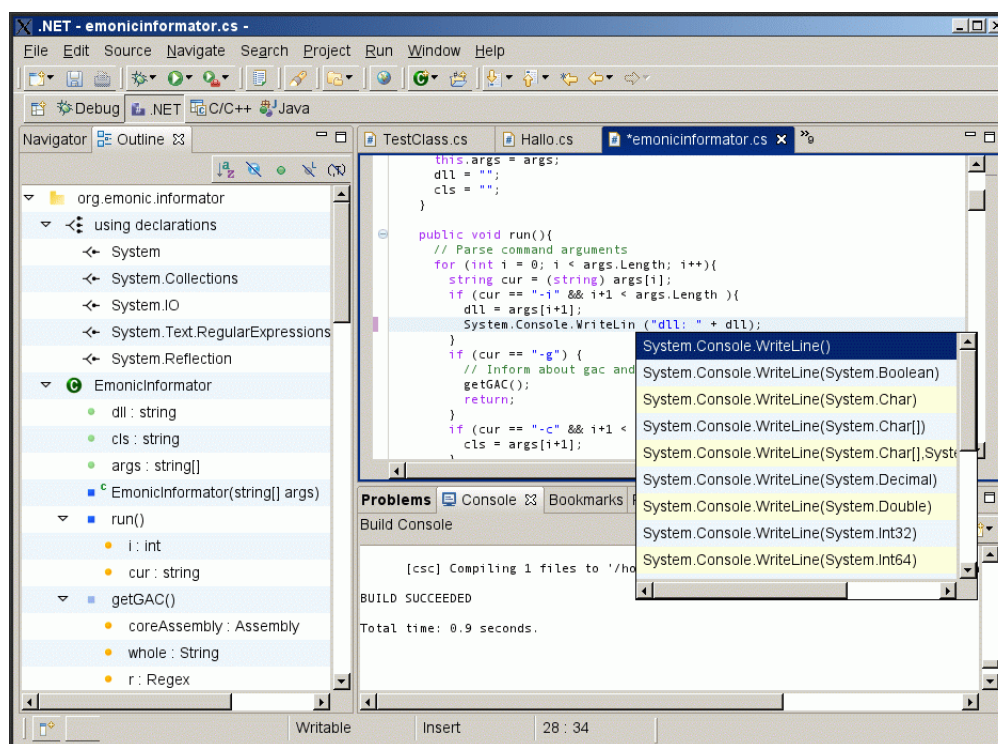 .NET - emonicinformator.cs -
File Edit Source Navigate Search Project Run Window Help
Debug .NET C/C++ Java
Navigator Outline
TestClass.cs Hallo.cs *emonicinformator.cs 9
org.emonic.informator
using declarations
System
System.Collections
System.IO
System.Text.RegularExpressions
System.Reflection
EmonicInformator
dll : string
cls : string
args : string[]
EmonicInformator(string[] args)
run()
i : int
cur : string
getGAC()
coreAssembly : Assembly
whole : String
r : Regex
this.args = args;
dll = "";
cls = "";
}
public void run(){
// Parse command arguments
for (int i = 0; i < args.Length; i++){
string cur = (string) args[i];
if (cur == "-i" && i+1 < args.Length ){
dll = args[i+1];
System.Console.WriteLin ("dll: " + dll);
}
if (cur == "-g") {
// Inform about gac and
getGAC();
return;
}
if (cur == "-c" && i+1 <
cls = args[i+1];
System.Console.WriteLine()
System.Console.WriteLine(System.Boolean)
System.Console.WriteLine(System.Char)
System.Console.WriteLine(System.Char[])
System.Console.WriteLine(System.Char[],Syste
System.Console.WriteLine(System.Decimal)
System.Console.WriteLine(System.Double)
System.Console.WriteLine(System.Int32)
System.Console.WriteLine(System.Int64)
Problems Console Bookmarks
Build Console
[csc] Compiling 1 files to '/ho
BUILD SUCCEEDED
Total time: 0.9 seconds.
Writable Insert 28 : 34